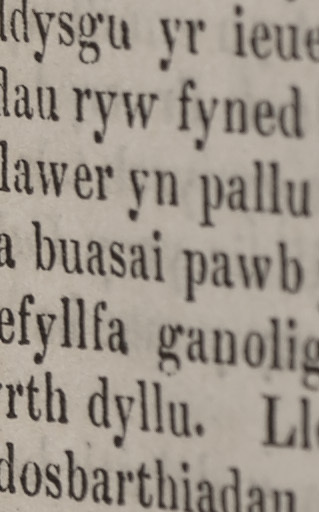 ldysgu yr ieue
lau ryw fyned
lawer yn pallu
a buasai pawb
efyllfa ganolig
rth dyllu. Ll
dosbarthiadau